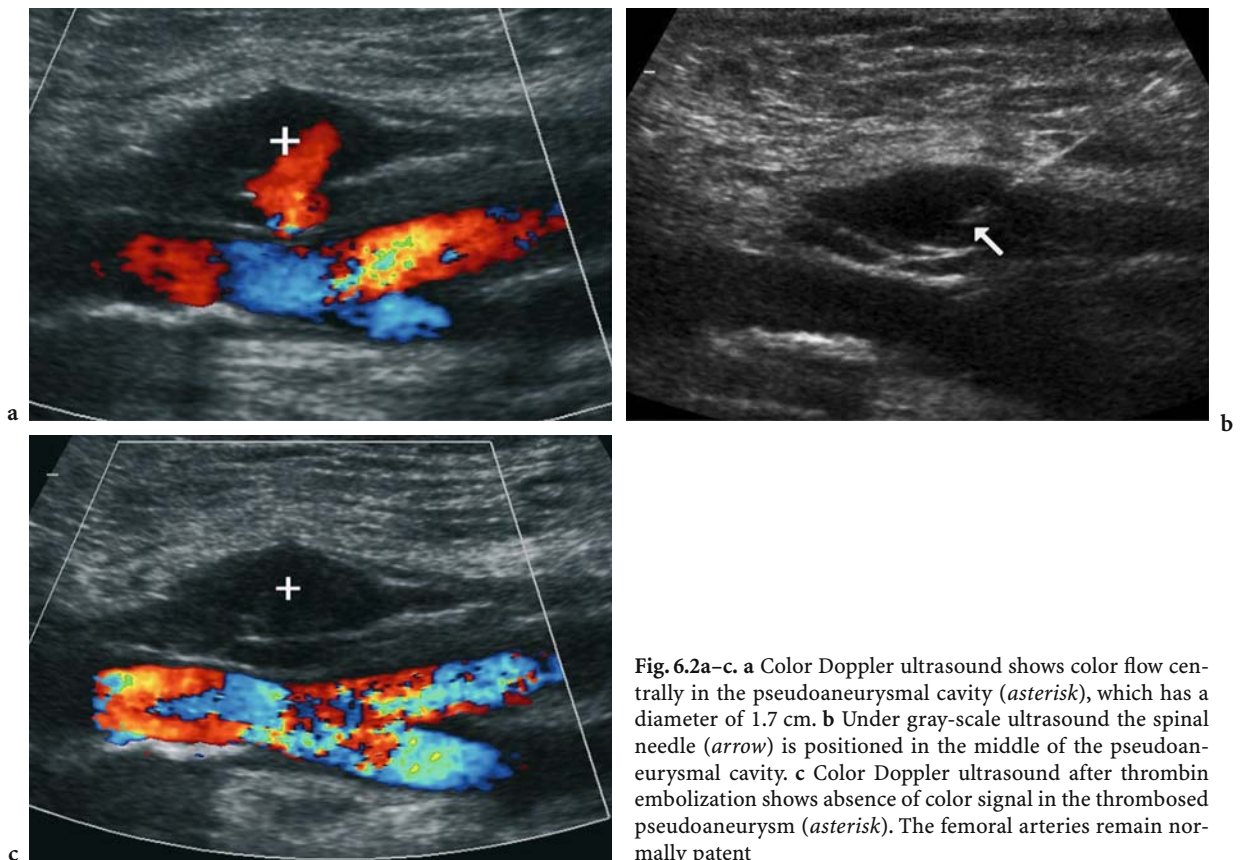 a
b
c
Fig. 6.2a–c. a Color Doppler ultrasound shows color flow cen-
trally in the pseudoaneurysmal cavity (asterisk), which has a
diameter of 1.7 cm. b Under gray-scale ultrasound the spinal
needle (arrow) is positioned in the middle of the pseudoan-
eurysmal cavity. c Color Doppler ultrasound after thrombin
embolization shows absence of color signal in the thrombosed
pseudoaneurysm (asterisk). The femoral arteries remain nor-
mally patent